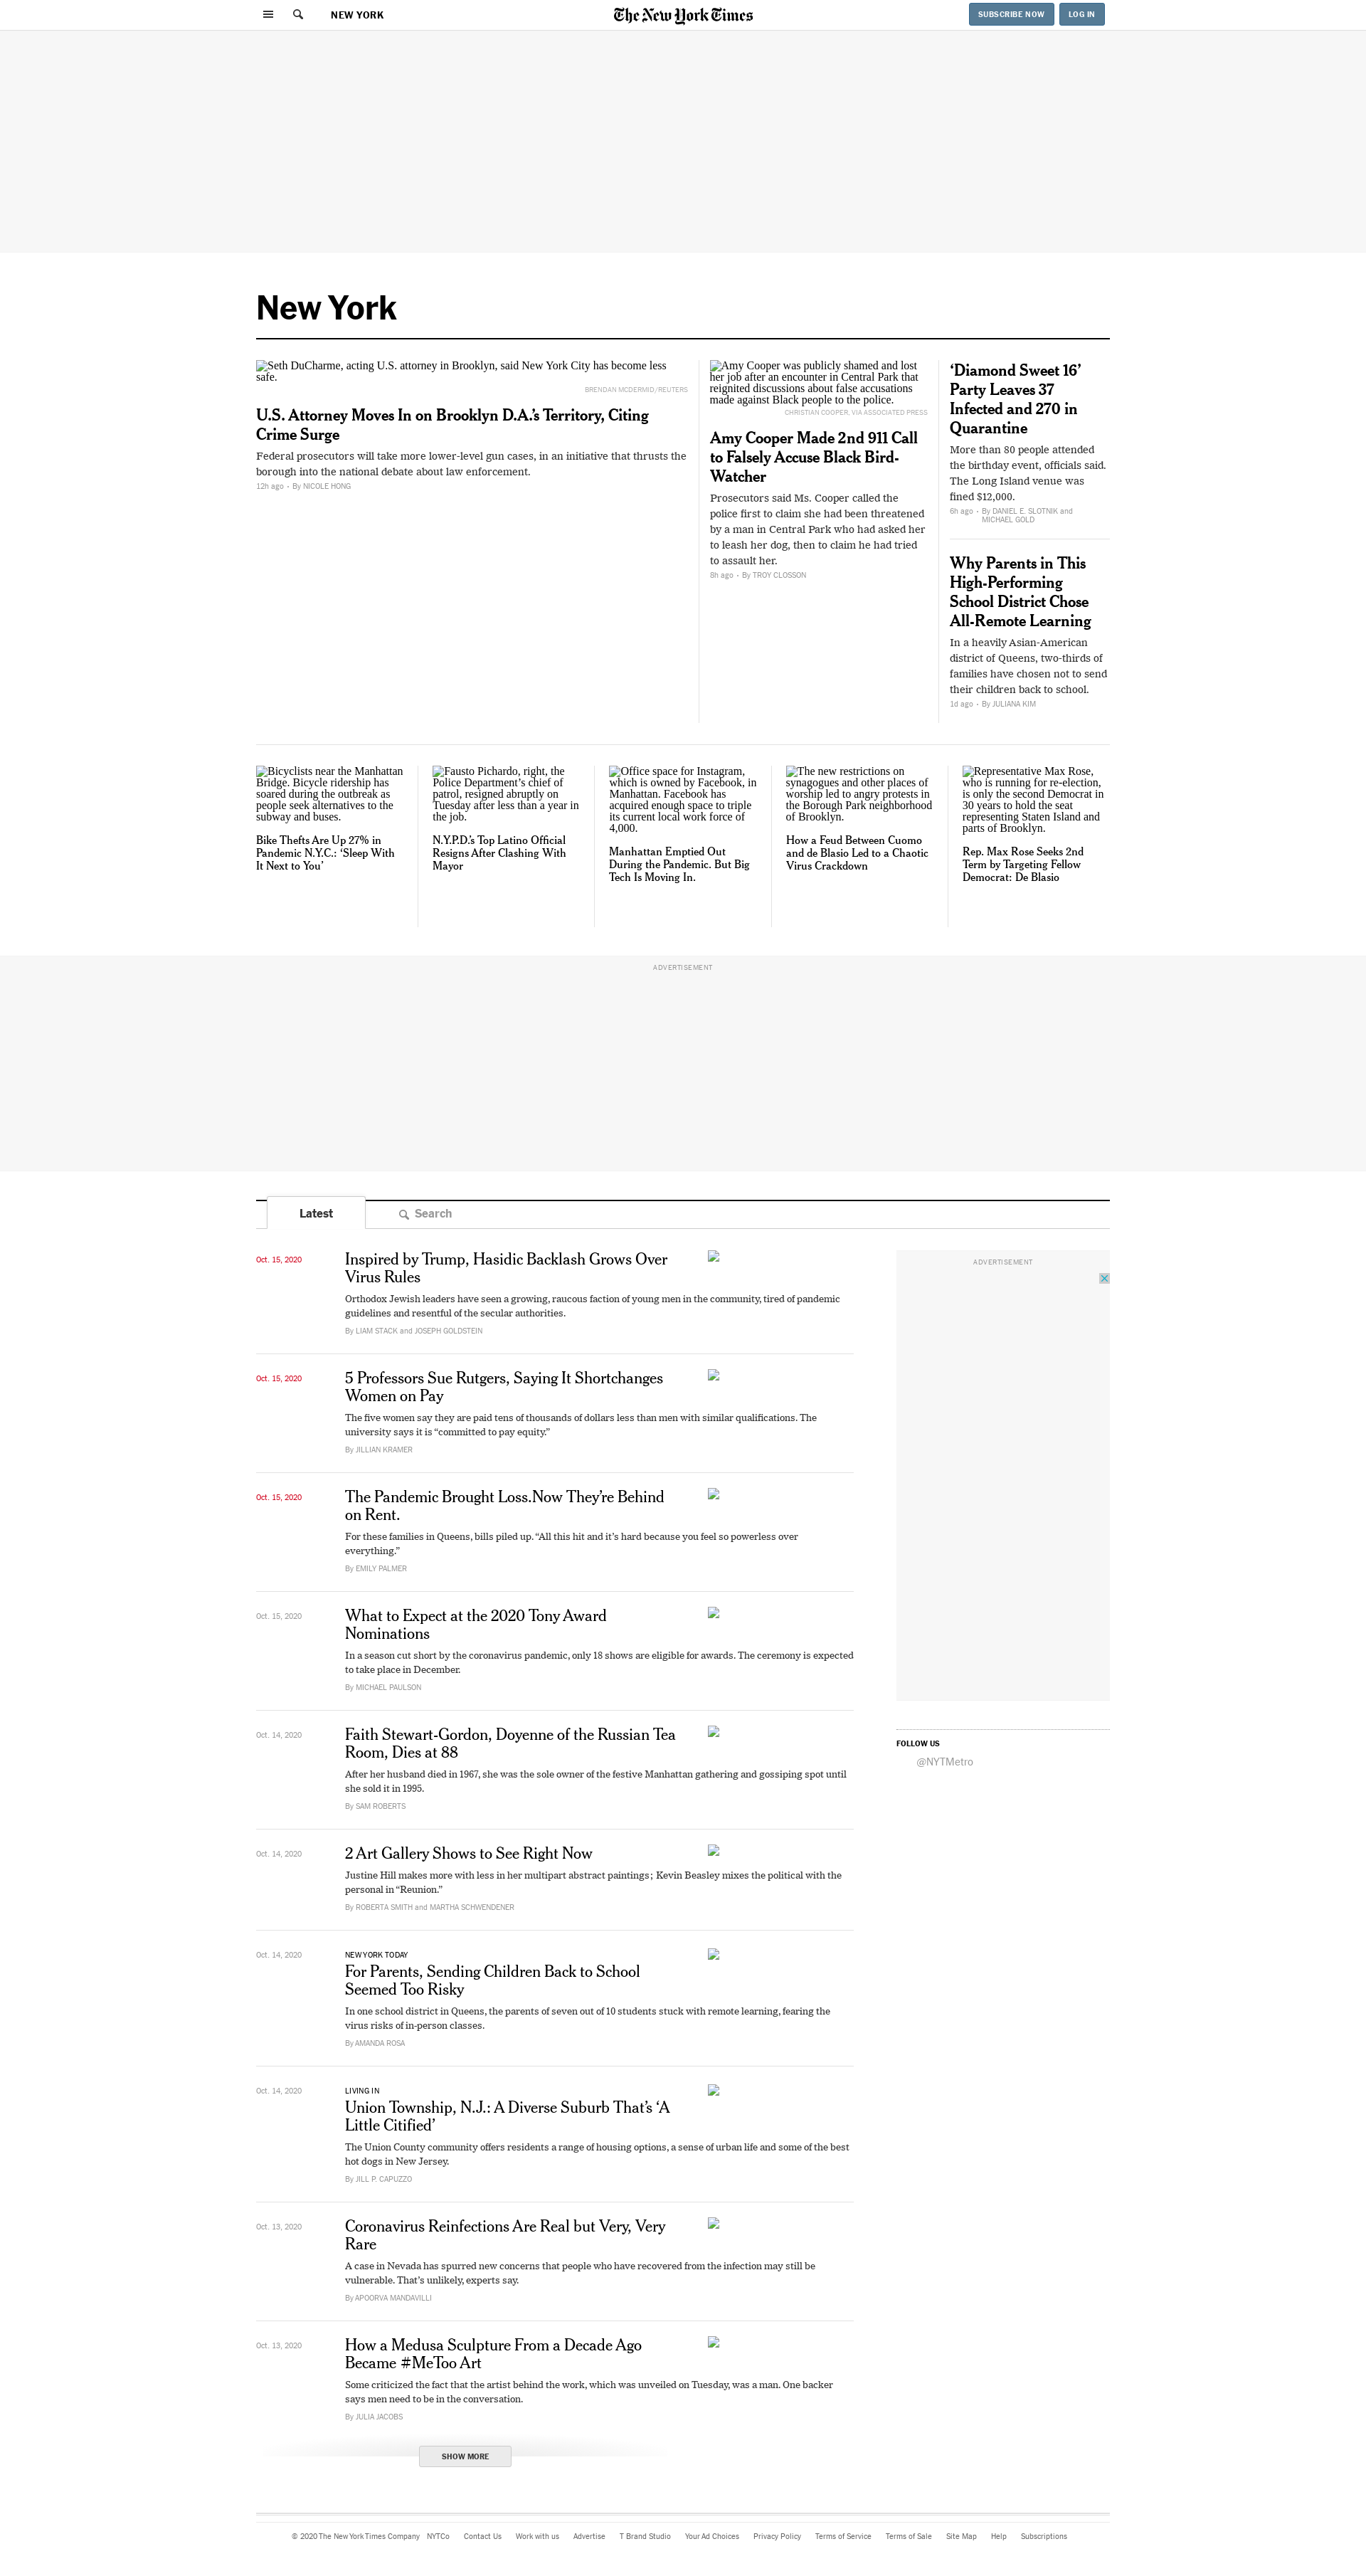 NEW YORK
The New York Times
SUBSCRIBE NOW
LOG IN
New York
Seth DuCharme, acting U.S. attorney in Brooklyn, said New York City has become less
safe.
BRENDAN MCDERMID/REUTERS
U.S. Attorney Moves In on Brooklyn D.A.’s Territory, Citing
Crime Surge
Federal prosecutors will take more lower-level gun cases, in an initiative that thrusts the
borough into the national debate about law enforcement.
12h ago · By NICOLE HONG
Amy Cooper was publicly shamed and lost
her job after an encounter in Central Park that
reignited discussions about false accusations
made against Black people to the police.
CHRISTIAN COOPER, VIA ASSOCIATED PRESS
Amy Cooper Made 2nd 911 Call
to Falsely Accuse Black Bird-
Watcher
Prosecutors said Ms. Cooper called the
police first to claim she had been threatened
by a man in Central Park who had asked her
to leash her dog, then to claim he had tried
to assault her.
8h ago · By TROY CLOSSON
‘Diamond Sweet 16’
Party Leaves 37
Infected and 270 in
Quarantine
More than 80 people attended
the birthday event, officials said.
The Long Island venue was
fined $12,000.
6h ago · By DANIEL E. SLOTNIK and
MICHAEL GOLD
Why Parents in This
High-Performing
School District Chose
All-Remote Learning
In a heavily Asian-American
district of Queens, two-thirds of
families have chosen not to send
their children back to school.
1d ago · By JULIANA KIM
Bicyclists near the Manhattan
Bridge. Bicycle ridership has
soared during the outbreak as
people seek alternatives to the
subway and buses.
Bike Thefts Are Up 27% in
Pandemic N.Y.C.: ‘Sleep With
It Next to You’
Fausto Pichardo, right, the
Police Department’s chief of
patrol, resigned abruptly on
Tuesday after less than a year in
the job.
N.Y.P.D.’s Top Latino Official
Resigns After Clashing With
Mayor
Office space for Instagram,
which is owned by Facebook, in
Manhattan. Facebook has
acquired enough space to triple
its current local work force of
4,000.
Manhattan Emptied Out
During the Pandemic. But Big
Tech Is Moving In.
The new restrictions on
synagogues and other places of
worship led to angry protests in
the Borough Park neighborhood
of Brooklyn.
How a Feud Between Cuomo
and de Blasio Led to a Chaotic
Virus Crackdown
Representative Max Rose,
who is running for re-election,
is only the second Democrat in
30 years to hold the seat
representing Staten Island and
parts of Brooklyn.
Rep. Max Rose Seeks 2nd
Term by Targeting Fellow
Democrat: De Blasio
ADVERTISEMENT
Latest
Search
Oct. 15, 2020
Inspired by Trump, Hasidic Backlash Grows Over
Virus Rules
Orthodox Jewish leaders have seen a growing, raucous faction of young men in the community, tired of pandemic
guidelines and resentful of the secular authorities.
By LIAM STACK and JOSEPH GOLDSTEIN
ADVERTISEMENT
Oct. 15, 2020
5 Professors Sue Rutgers, Saying It Shortchanges
Women on Pay
The five women say they are paid tens of thousands of dollars less than men with similar qualifications. The
university says it is “committed to pay equity.”
By JILLIAN KRAMER
Oct. 15, 2020
The Pandemic Brought Loss.Now They’re Behind
on Rent.
For these families in Queens, bills piled up. “All this hit and it’s hard because you feel so powerless over
everything.”
By EMILY PALMER
Oct. 15, 2020
What to Expect at the 2020 Tony Award
Nominations
In a season cut short by the coronavirus pandemic, only 18 shows are eligible for awards. The ceremony is expected
to take place in December.
By MICHAEL PAULSON
Oct. 14, 2020
Faith Stewart-Gordon, Doyenne of the Russian Tea
Room, Dies at 88
After her husband died in 1967, she was the sole owner of the festive Manhattan gathering and gossiping spot until
she sold it in 1995.
By SAM ROBERTS
FOLLOW US
@NYTMetro
Oct. 14, 2020
2 Art Gallery Shows to See Right Now
Justine Hill makes more with less in her multipart abstract paintings; Kevin Beasley mixes the political with the
personal in “Reunion.”
By ROBERTA SMITH and MARTHA SCHWENDENER
Oct. 14, 2020
NEW YORK TODAY
For Parents, Sending Children Back to School
Seemed Too Risky
In one school district in Queens, the parents of seven out of 10 students stuck with remote learning, fearing the
virus risks of in-person classes.
By AMANDA ROSA
Oct. 14, 2020
LIVING IN
Union Township, N.J.: A Diverse Suburb That’s ‘A
Little Citified’
The Union County community offers residents a range of housing options, a sense of urban life and some of the best
hot dogs in New Jersey.
By JILL P. CAPUZZO
Oct. 13, 2020
Coronavirus Reinfections Are Real but Very, Very
Rare
A case in Nevada has spurred new concerns that people who have recovered from the infection may still be
vulnerable. That’s unlikely, experts say.
By APOORVA MANDAVILLI
Oct. 13, 2020
How a Medusa Sculpture From a Decade Ago
Became #MeToo Art
Some criticized the fact that the artist behind the work, which was unveiled on Tuesday, was a man. One backer
says men need to be in the conversation.
By JULIA JACOBS
SHOW MORE
© 2020 The New York Times Company NYTCo Contact Us Work with us Advertise T Brand Studio Your Ad Choices Privacy Policy Terms of Service Terms of Sale Site Map Help Subscriptions